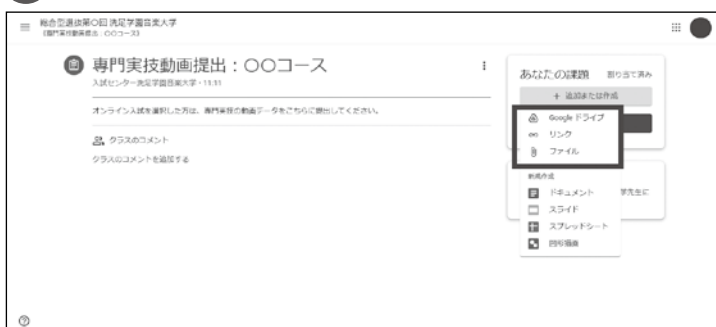 総合型選抜第〇回 洗足学園音楽大学
(専門実技動画提出：〇〇コース)
専門実技動画提出：〇〇コース
入試センター洗足学園音楽大学・11:11
オンライン入試を選択した方は、専門実技の動画データをこちらに提出してください。
クラスのコメント
クラスのコメントを追加する
あなたの課題 割り当て済み
+ 追加または作成
Google ドライブ
リンク
ファイル
新規作成
ドキュメント
学先生に
スライド
スプレッドシート
図形描画